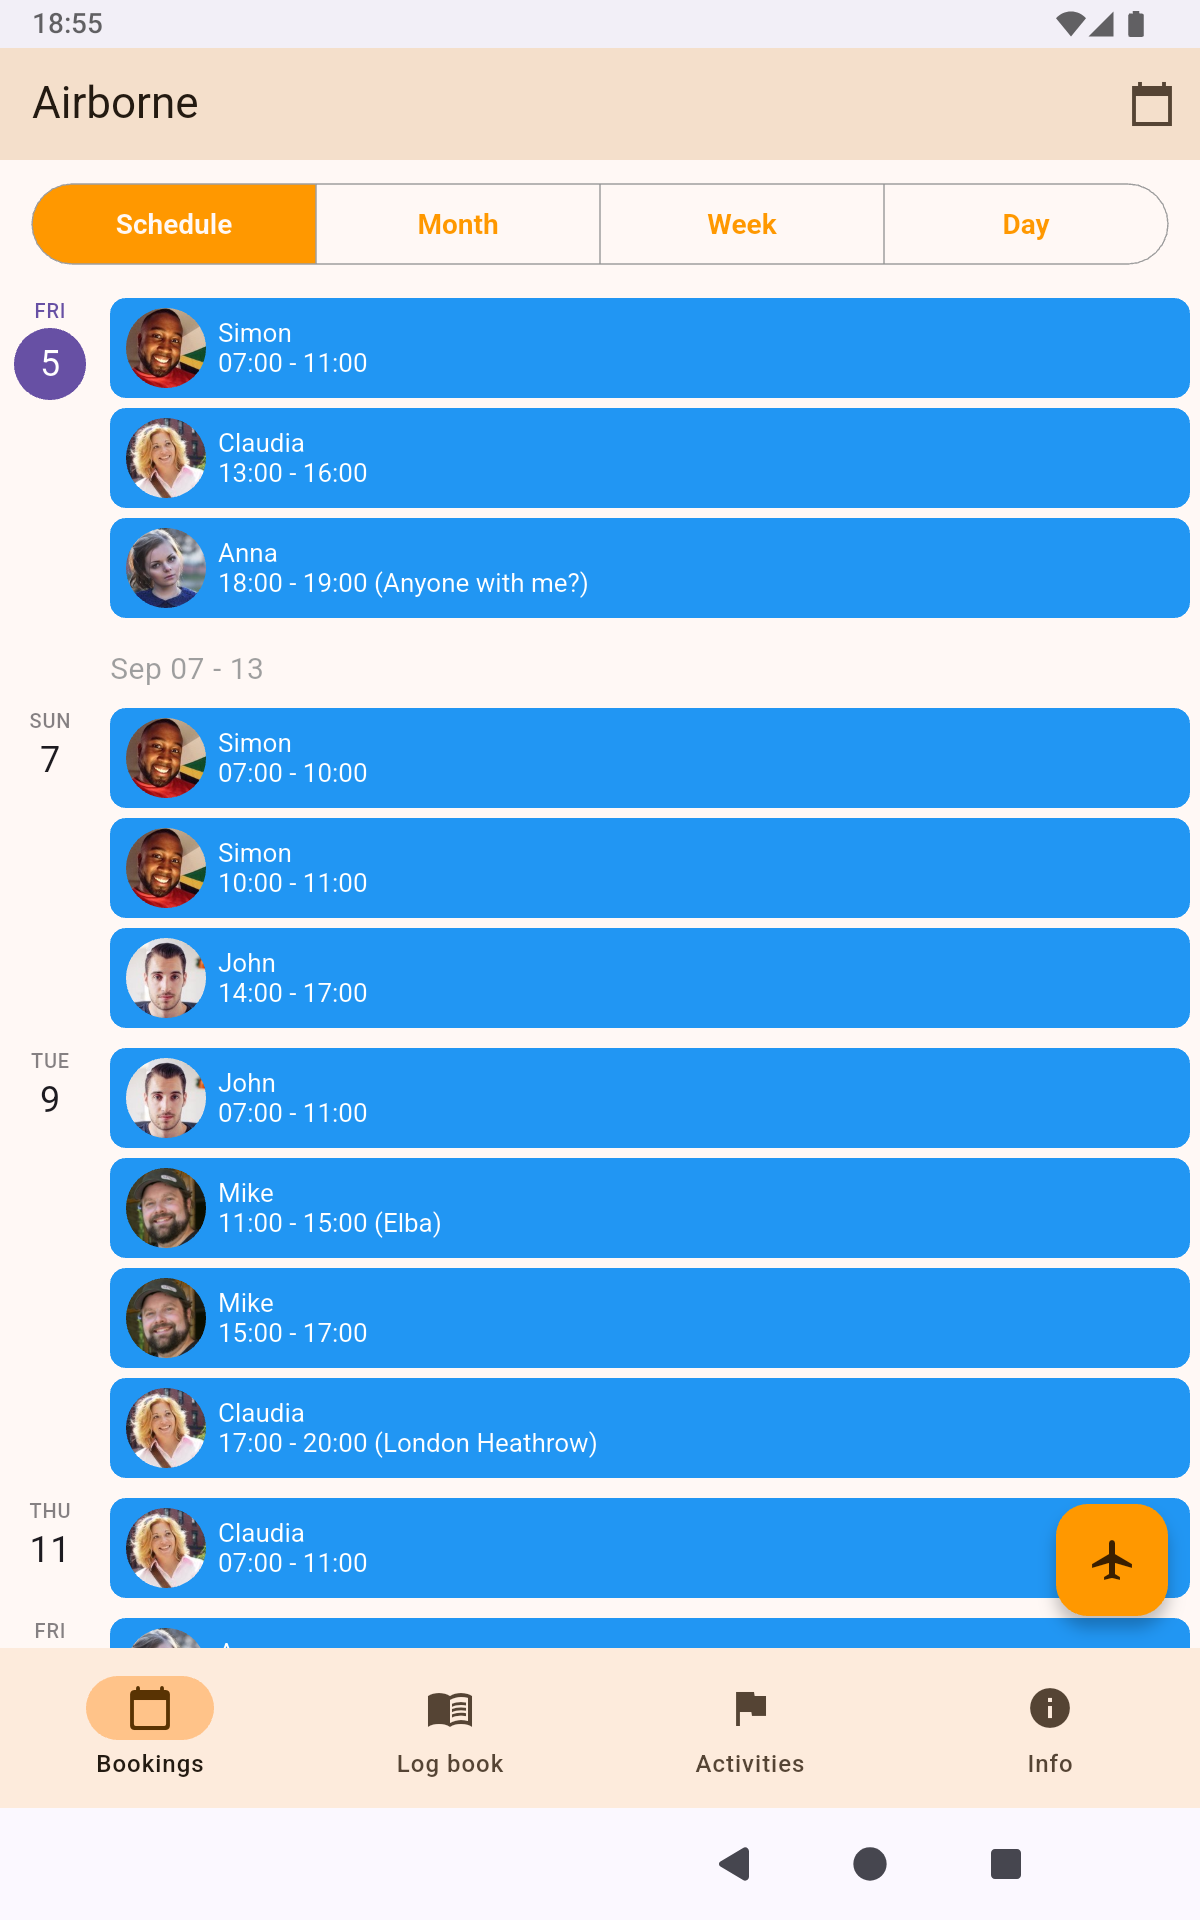 18:55
Airborne
Schedule
Month
Week
Day
FRI
5
Simon
07:00 - 11:00
Claudia
13:00 - 16:00
Anna
18:00 - 19:00 (Anyone with me?)
Sep 07 - 13
SUN
7
Simon
07:00 - 10:00
Simon
10:00 - 11:00
John
14:00 - 17:00
TUE
9
John
07:00 - 11:00
Mike
11:00 - 15:00 (Elba)
Mike
15:00 - 17:00
Claudia
17:00 - 20:00 (London Heathrow)
THU
11
Claudia
07:00 - 11:00
FRI
Bookings
Log book
Activities
Info